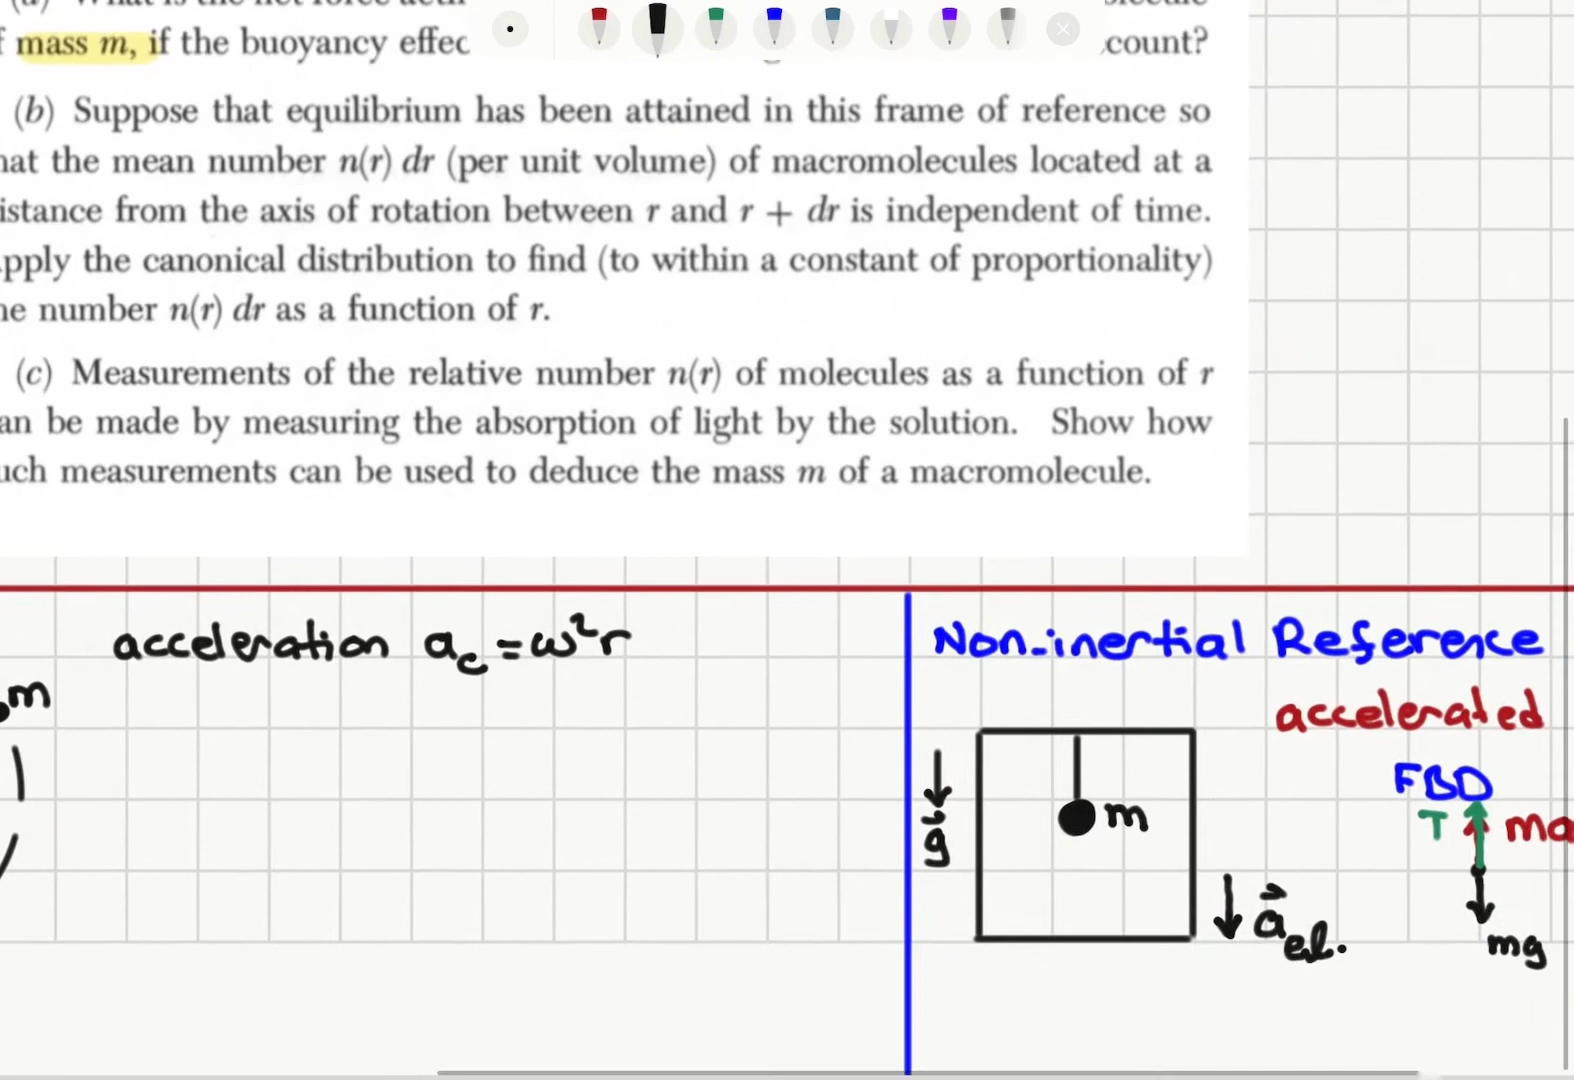 mass m, if the buoyancy effec count?
(b) Suppose that equilibrium has been attained in this frame of reference so
hat the mean number n(r) dr (per unit volume) of macromolecules located at a
istance from the axis of rotation between r and r + dr is independent of time.
pply the canonical distribution to find (to within a constant of proportionality)
he number n(r) dr as a function of r.
(c) Measurements of the relative number n(r) of molecules as a function of r
an be made by measuring the absorption of light by the solution. Show how
uch measurements can be used to deduce the mass m of a macromolecule.
acceleration a_c = ω²r
m
Non-inertial Reference
accelerated
FBD
T ma
g
m
a⃗_el.
mg